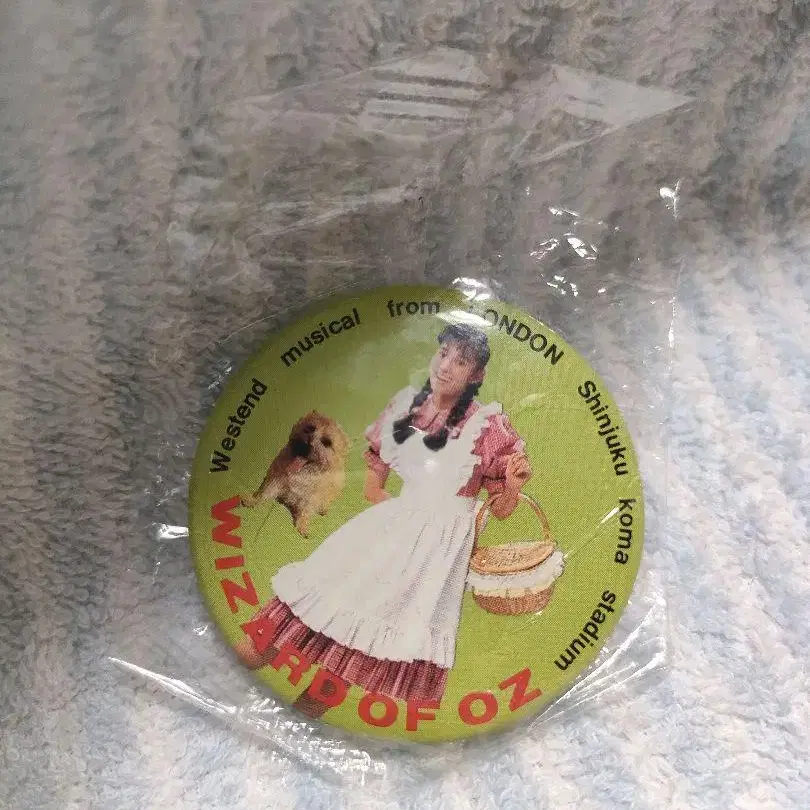 Westend musical from LONDON Shinjuku koma stadium
WIZARD OF OZ